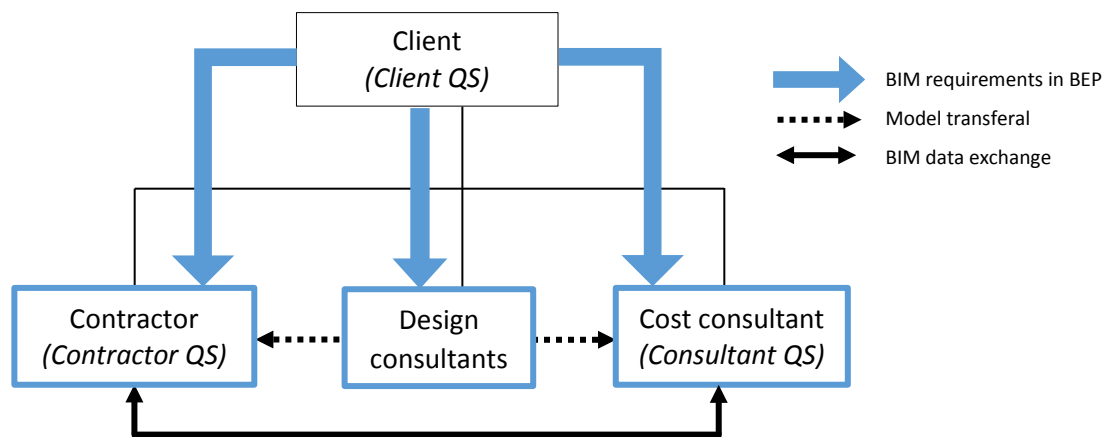 Client
(Client QS)
BIM requirements in BEP
Model transferal
BIM data exchange
Contractor
(Contractor QS)
Design
consultants
Cost consultant
(Consultant QS)